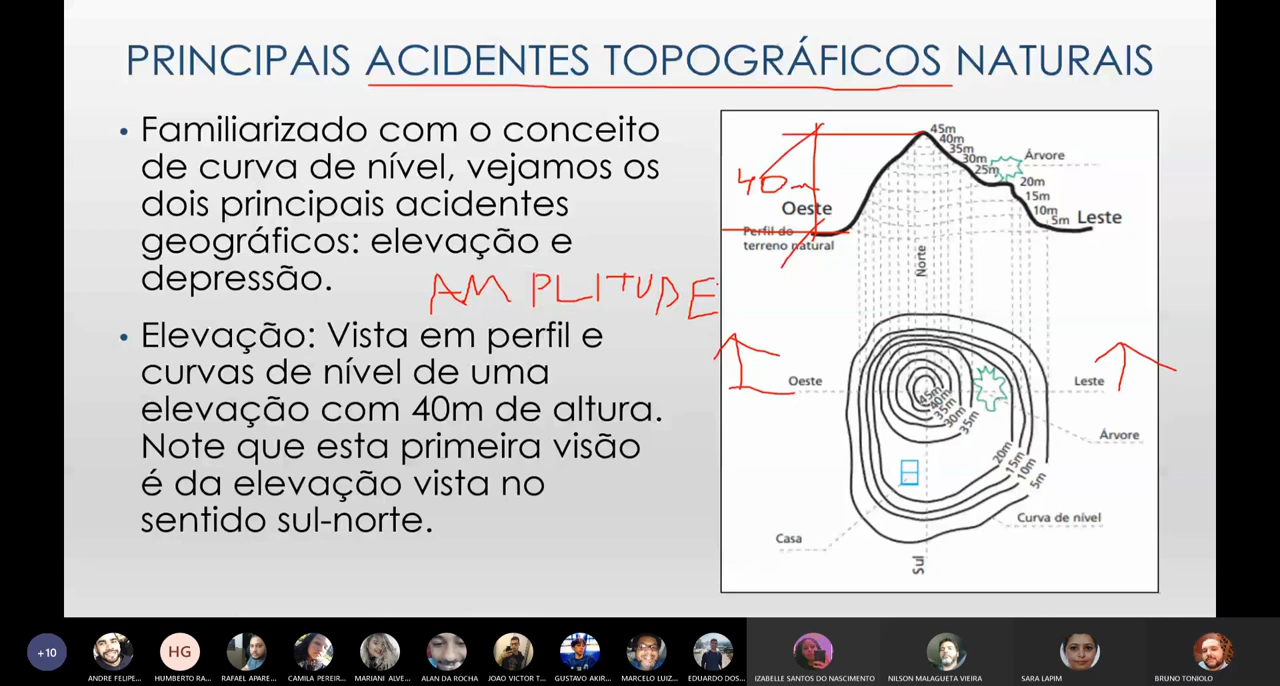 PRINCIPAIS ACIDENTES TOPOGRÁFICOS NATURAIS
• Familiarizado com o conceito
de curva de nível, vejamos os
dois principais acidentes
geográficos: elevação e
depressão.
AMPLITUDE
• Elevação: Vista em perfil e
curvas de nível de uma
elevação com 40m de altura.
Note que esta primeira visão
é da elevação vista no
sentido sul-norte.
45m
40m
35m
30m
25m
Árvore
20m
15m
10m
5m
40m
Oeste
Leste
Perfil do
terreno natural
Norte
Oeste
Leste
45m
40m
35m
30m
35m
Árvore
20m
15m
10m
5m
Curva de nível
Casa
Sul
+10
HG
ANDRE FELIPE...
HUMBERTO RA...
RAFAEL APARE...
CAMILA PEREIR...
MARIANI ALVE...
ALAN DA ROCHA
JOAO VICTOR T...
GUSTAVO AKIR...
MARCELO LUIZ...
EDUARDO DOS...
IZABELLE SANTOS DO NASCIMENTO
NILSON MALAGUETA VIEIRA
SARA LAPIM
BRUNO TONIOLO